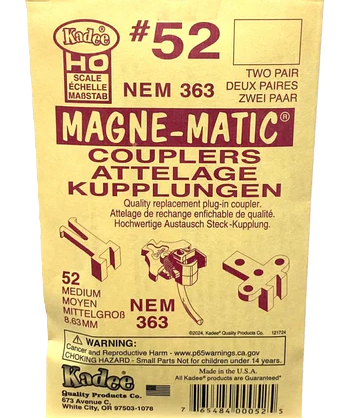 Kadee®
#52
HO
SCALE
ÉCHELLE
MAßSTAB
NEM 363
TWO PAIR
DEUX PAIRES
ZWEI PAAR
MAGNE-MATIC®
COUPLERS
ATTELAGE
KUPPLUNGEN
Quality replacement plug-in coupler.
Attelage de rechange enfichable de qualité.
Hochwertige Austausch Steck-Kupplung.
52
MEDIUM
MOYEN
MITTELGROß
8.63MM
NEM
363
©2024, Kadee® Quality Products Co. 121724
⚠ WARNING:
Cancer and Reproductive Harm - www.p65warnings.ca.gov
CHOKING HAZARD - Small Parts Not for children under 14 years.
Kadee®
Quality Products Co.
673 Avenue C
White City, OR 97503-1078
Made in the U.S.A.
All Kadee® products are Guaranteed*
7 65484 00052 5